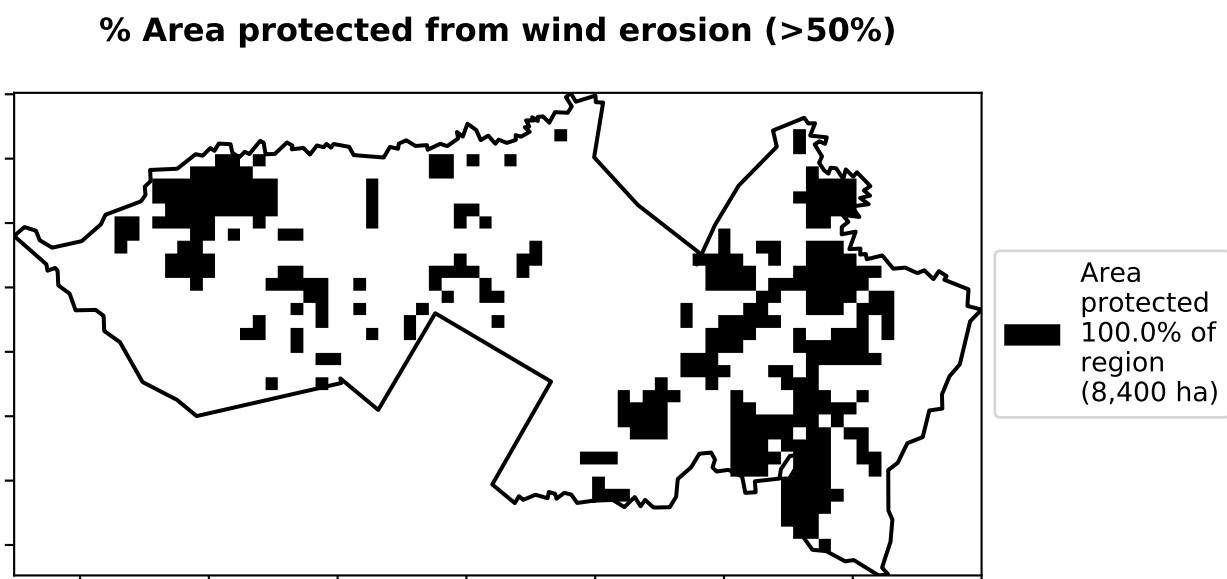 % Area protected from wind erosion (>50%)
Area
protected
100.0% of
region
(8,400 ha)